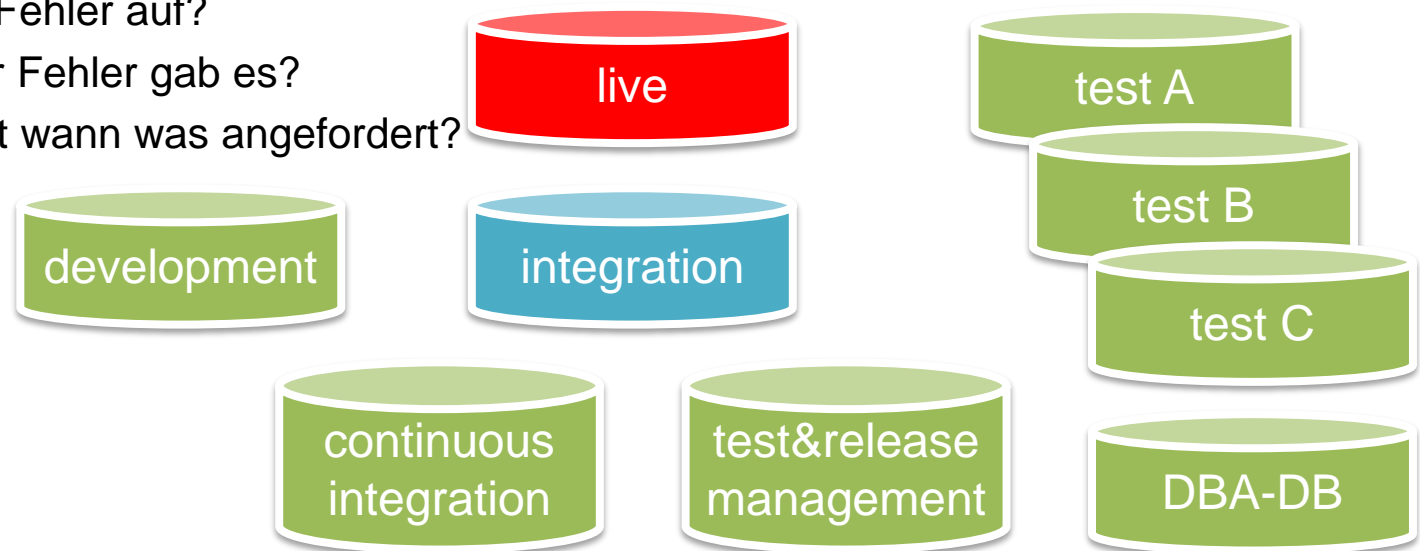 Fehler auf?
r Fehler gab es?
t wann was angefordert?
live
test A
test B
development
integration
test C
continuous
integration
test&release
management
DBA-DB